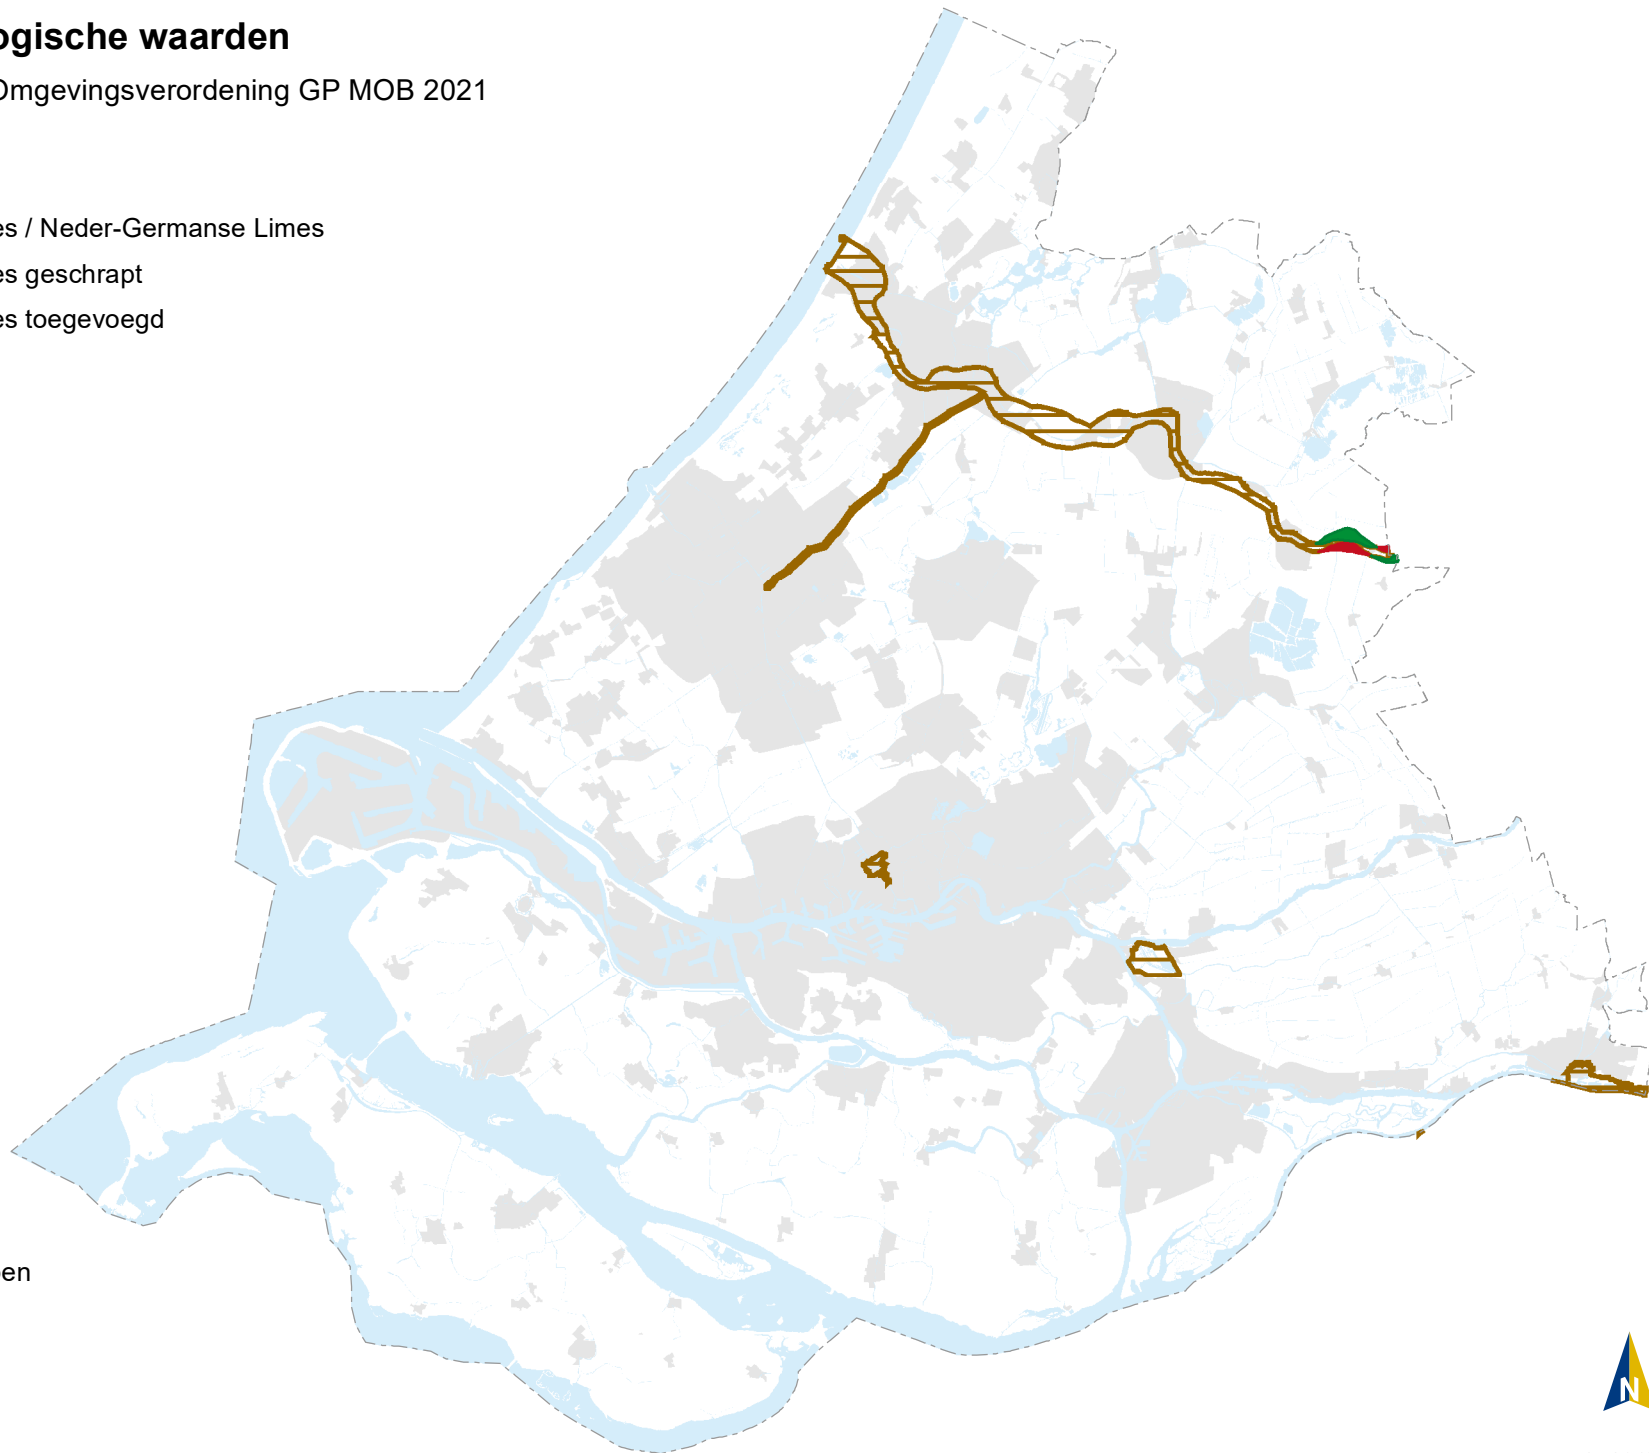 ogische waarden
Omgevingsverordening GP MOB 2021
es / Neder-Germanse Limes
es geschrapt
es toegevoegd
en
N